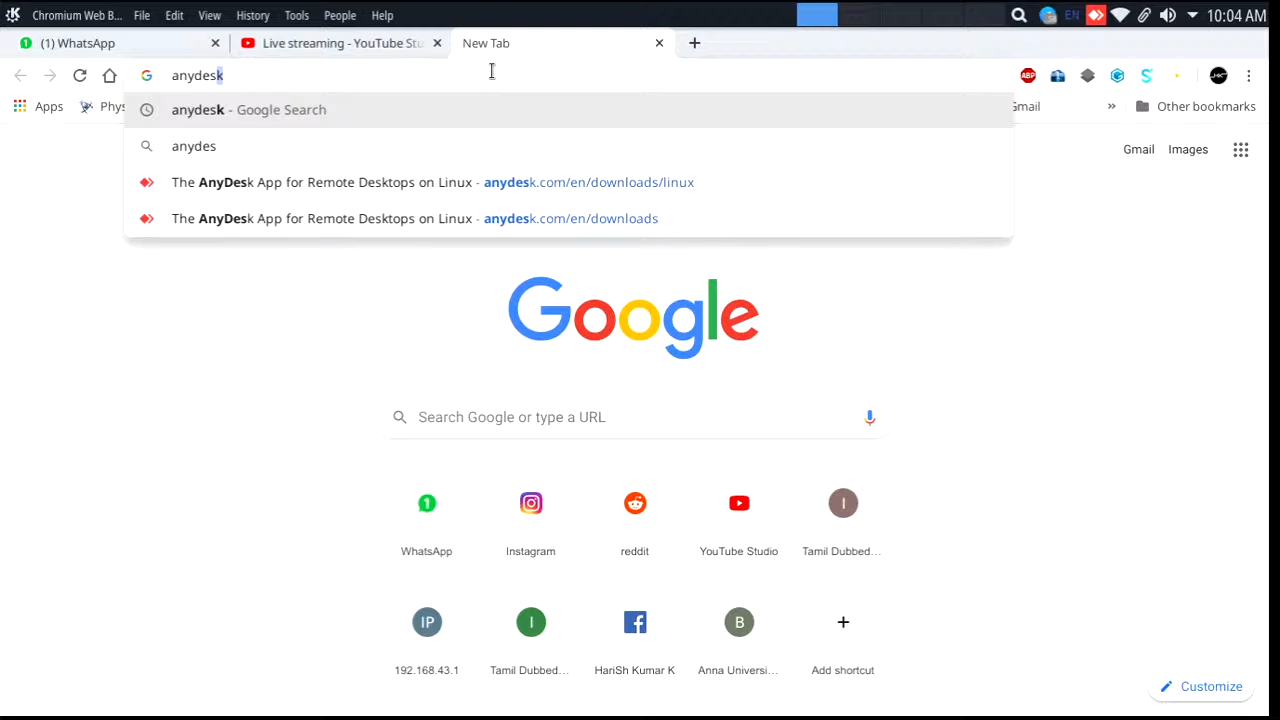 Chromium Web B... File Edit View History Tools People Help EN 10:04 AM
(1) WhatsApp Live streaming - YouTube Stu New Tab
anydesk
Apps Phys Gmail » Other bookmarks
anydesk - Google Search
anydes
The AnyDesk App for Remote Desktops on Linux - anydesk.com/en/downloads/linux
The AnyDesk App for Remote Desktops on Linux - anydesk.com/en/downloads
Gmail Images
Google
Search Google or type a URL
WhatsApp Instagram reddit YouTube Studio Tamil Dubbed...
192.168.43.1 Tamil Dubbed... HariSh Kumar K Anna Universi... Add shortcut
Customize